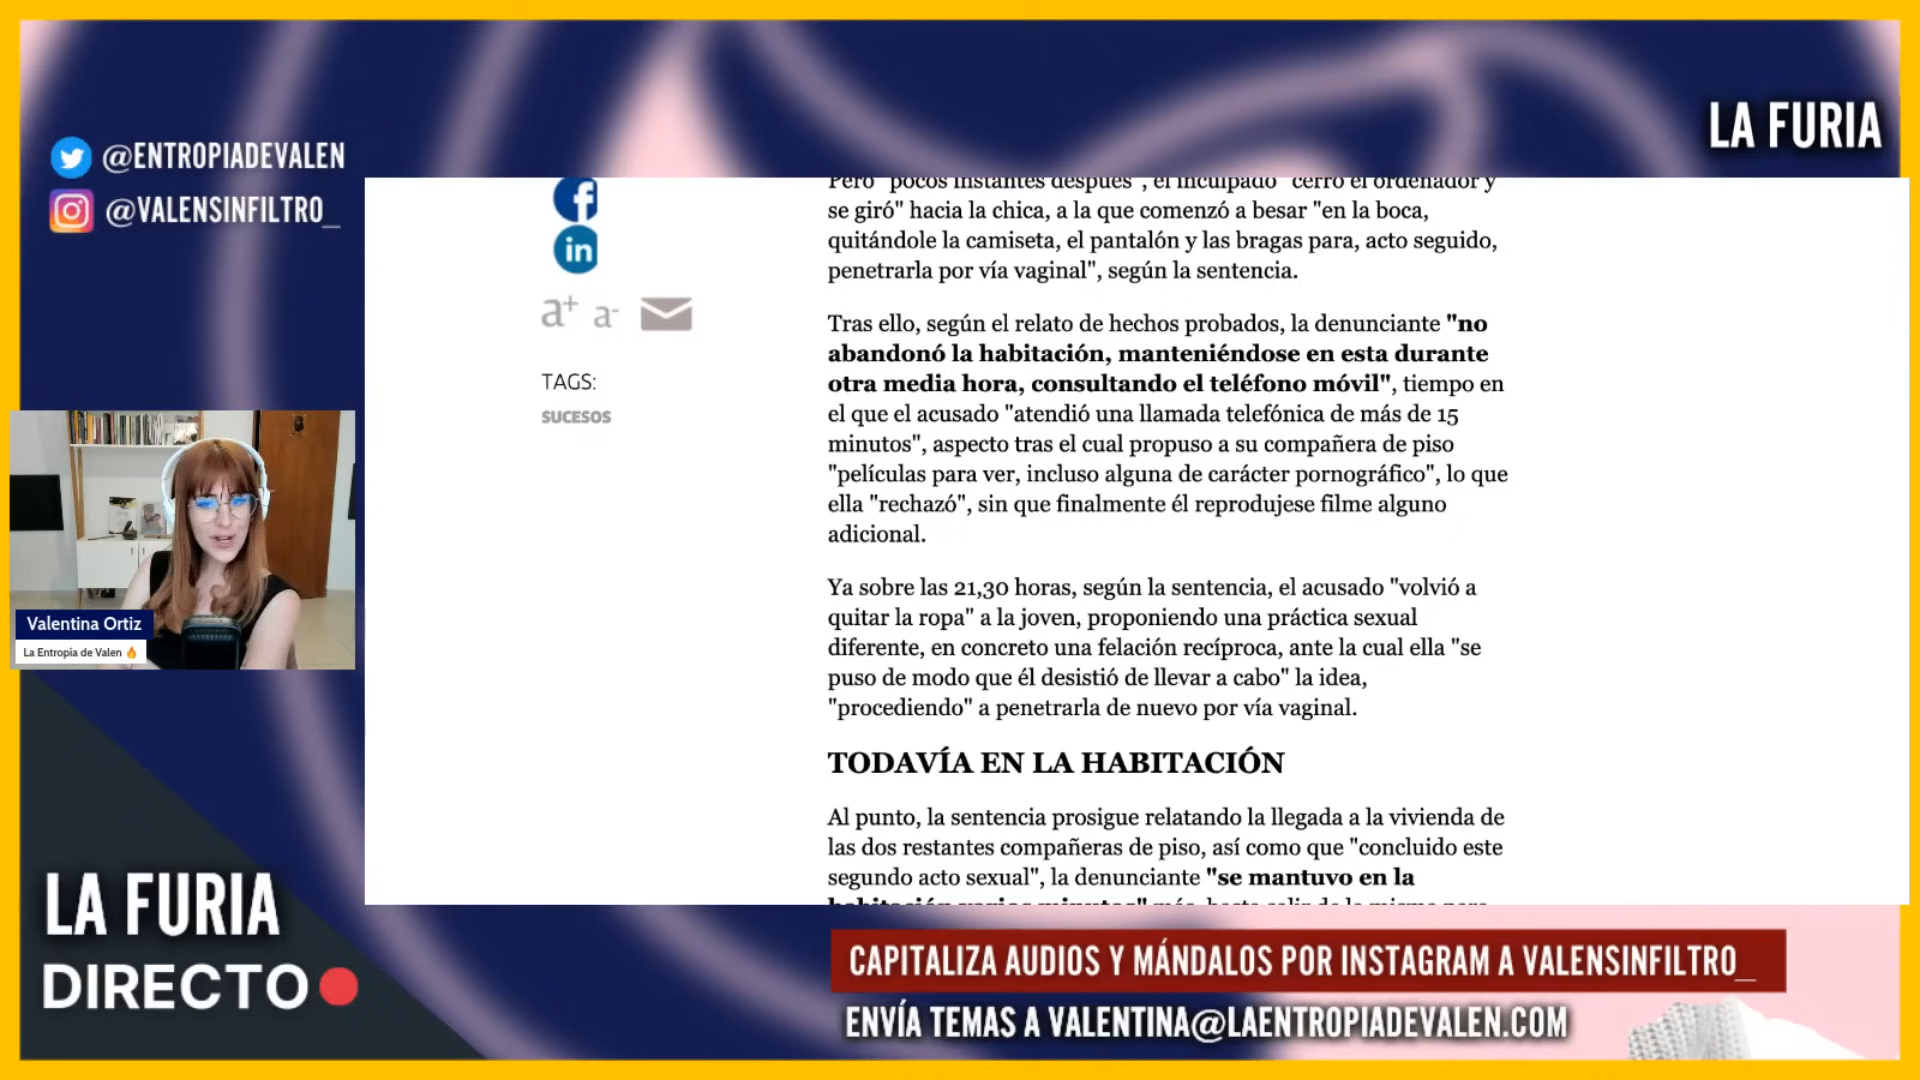 LA FURIA
@ENTROPIADEVALEN
@VALENSINFILTRO_
Pero "pocos instantes después", el inculpado "cerró el ordenador y
se giró" hacia la chica, a la que comenzó a besar "en la boca,
quitándole la camiseta, el pantalón y las bragas para, acto seguido,
penetrarla por vía vaginal", según la sentencia.
in
a+ a-
TAGS:
SUCESOS
Tras ello, según el relato de hechos probados, la denunciante "no
abandonó la habitación, manteniéndose en esta durante
otra media hora, consultando el teléfono móvil", tiempo en
el que el acusado "atendió una llamada telefónica de más de 15
minutos", aspecto tras el cual propuso a su compañera de piso
"películas para ver, incluso alguna de carácter pornográfico", lo que
ella "rechazó", sin que finalmente él reprodujese filme alguno
adicional.
Ya sobre las 21,30 horas, según la sentencia, el acusado "volvió a
quitar la ropa" a la joven, proponiendo una práctica sexual
diferente, en concreto una felación recíproca, ante la cual ella "se
puso de modo que él desistió de llevar a cabo" la idea,
"procediendo" a penetrarla de nuevo por vía vaginal.
TODAVÍA EN LA HABITACIÓN
Al punto, la sentencia prosigue relatando la llegada a la vivienda de
las dos restantes compañeras de piso, así como que "concluido este
segundo acto sexual", la denunciante "se mantuvo en la
Valentina Ortiz
La Entropía de Valen
LA FURIA
DIRECTO
CAPITALIZA AUDIOS Y MÁNDALOS POR INSTAGRAM A VALENSINFILTRO_
ENVÍA TEMAS A VALENTINA@LAENTROPIADEVALEN.COM